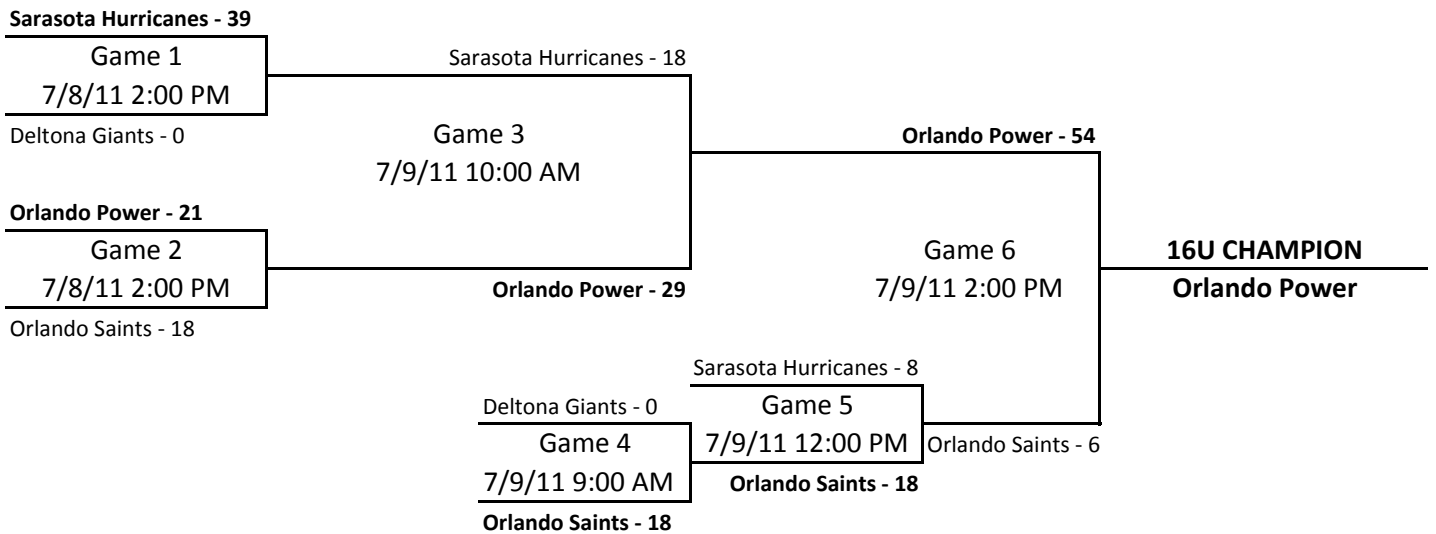 Sarasota Hurricanes - 39
Game 1
7/8/11 2:00 PM
Deltona Giants - 0
Sarasota Hurricanes - 18
Game 3
7/9/11 10:00 AM
Orlando Power - 54
Orlando Power - 21
Game 2
7/8/11 2:00 PM
Orlando Saints - 18
Orlando Power - 29
Game 6
7/9/11 2:00 PM
16U CHAMPION
Orlando Power
Sarasota Hurricanes - 8
Game 5
7/9/11 12:00 PM
Orlando Saints - 18
Orlando Saints - 6
Deltona Giants - 0
Game 4
7/9/11 9:00 AM
Orlando Saints - 18